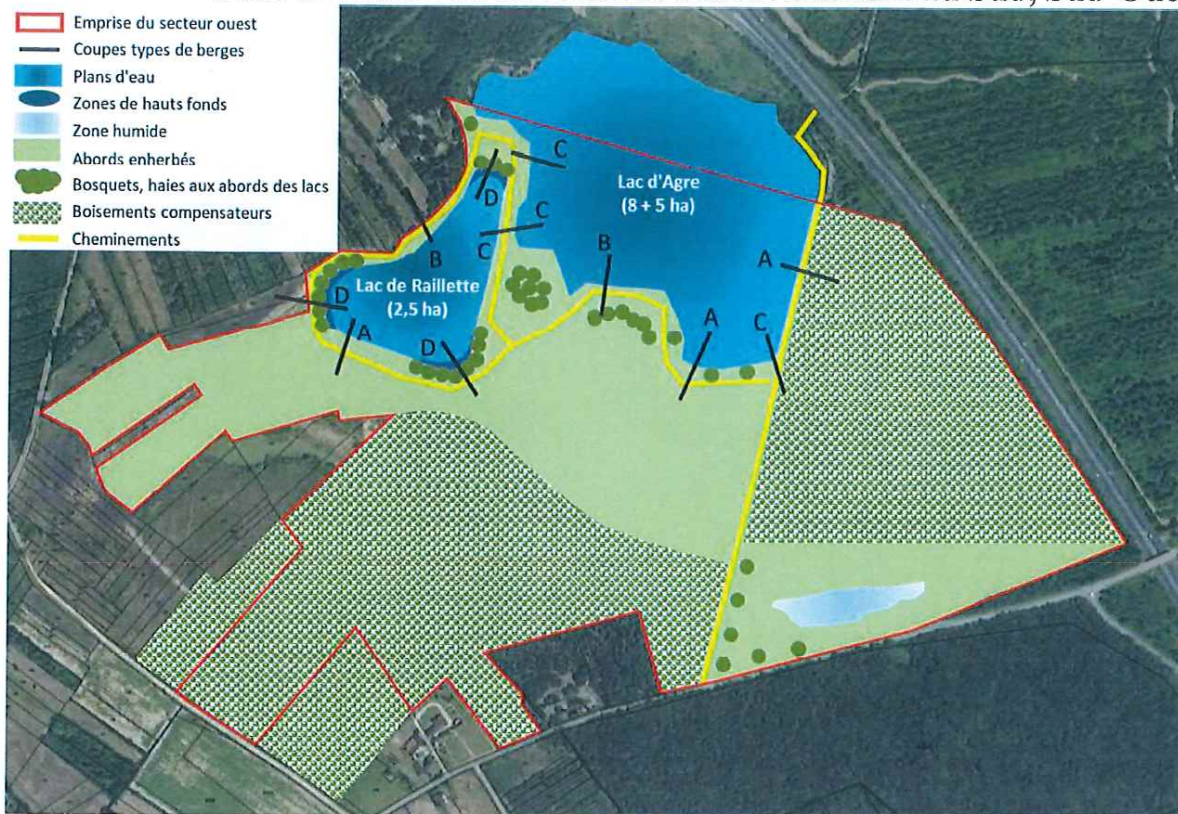 Emprise du secteur ouest
Coupes types de berges
Plans d'eau
Zones de hauts fonds
Zone humide
Abords enherbés
Bosquets, haies aux abords des lacs
Boisements compensateurs
Cheminements
C
Lac d'Agre
(8 + 5 ha)
D
C
C
B
B
A
Lac de Raillette
(2,5 ha)
D
A
D
A
C